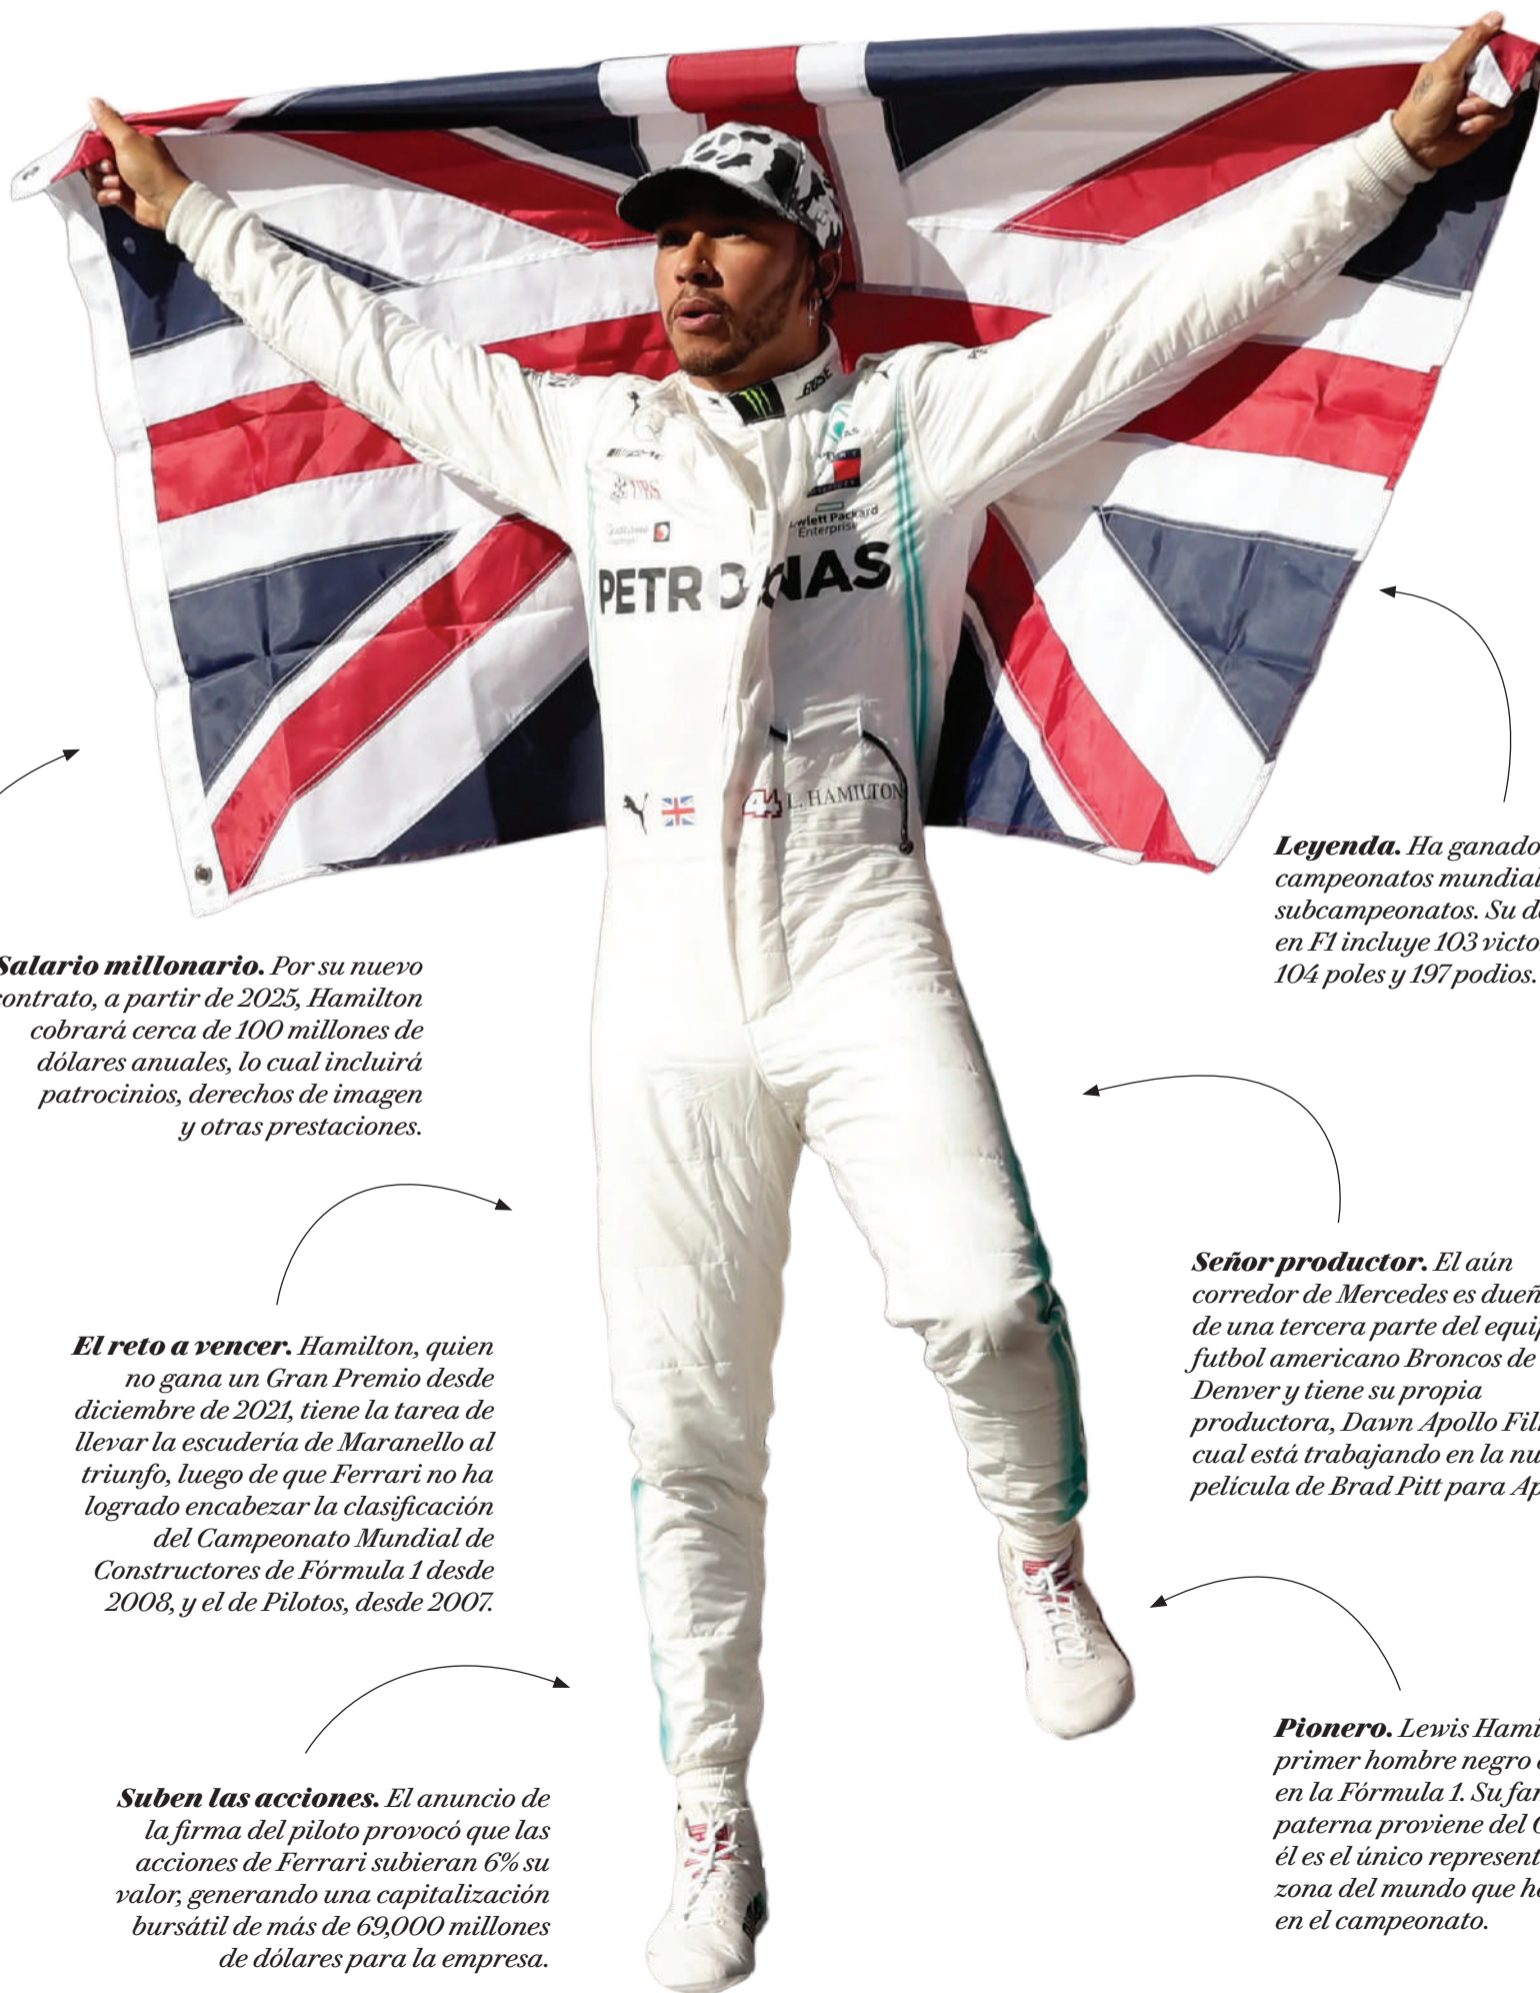 BOSE
AMG
UBS
wlett Packard
Enterprise
PETRONAS
44 L. HAMILTON
Leyenda. Ha ganado
campeonatos mundial
subcampeonatos. Su d
en F1 incluye 103 victo
104 poles y 197 podios.
Salario millonario. Por su nuevo
contrato, a partir de 2025, Hamilton
cobrará cerca de 100 millones de
dólares anuales, lo cual incluirá
patrocinios, derechos de imagen
y otras prestaciones.
Señor productor. El aún
corredor de Mercedes es dueñ
de una tercera parte del equi
futbol americano Broncos de
Denver y tiene su propia
productora, Dawn Apollo Fil
cual está trabajando en la nu
película de Brad Pitt para Ap
El reto a vencer. Hamilton, quien
no gana un Gran Premio desde
diciembre de 2021, tiene la tarea de
llevar la escudería de Maranello al
triunfo, luego de que Ferrari no ha
logrado encabezar la clasificación
del Campeonato Mundial de
Constructores de Fórmula 1 desde
2008, y el de Pilotos, desde 2007.
Pionero. Lewis Hami
primer hombre negro
en la Fórmula 1. Su fan
paterna proviene del
él es el único represent
zona del mundo que h
en el campeonato.
Suben las acciones. El anuncio de
la firma del piloto provocó que las
acciones de Ferrari subieran 6% su
valor, generando una capitalización
bursátil de más de 69,000 millones
de dólares para la empresa.